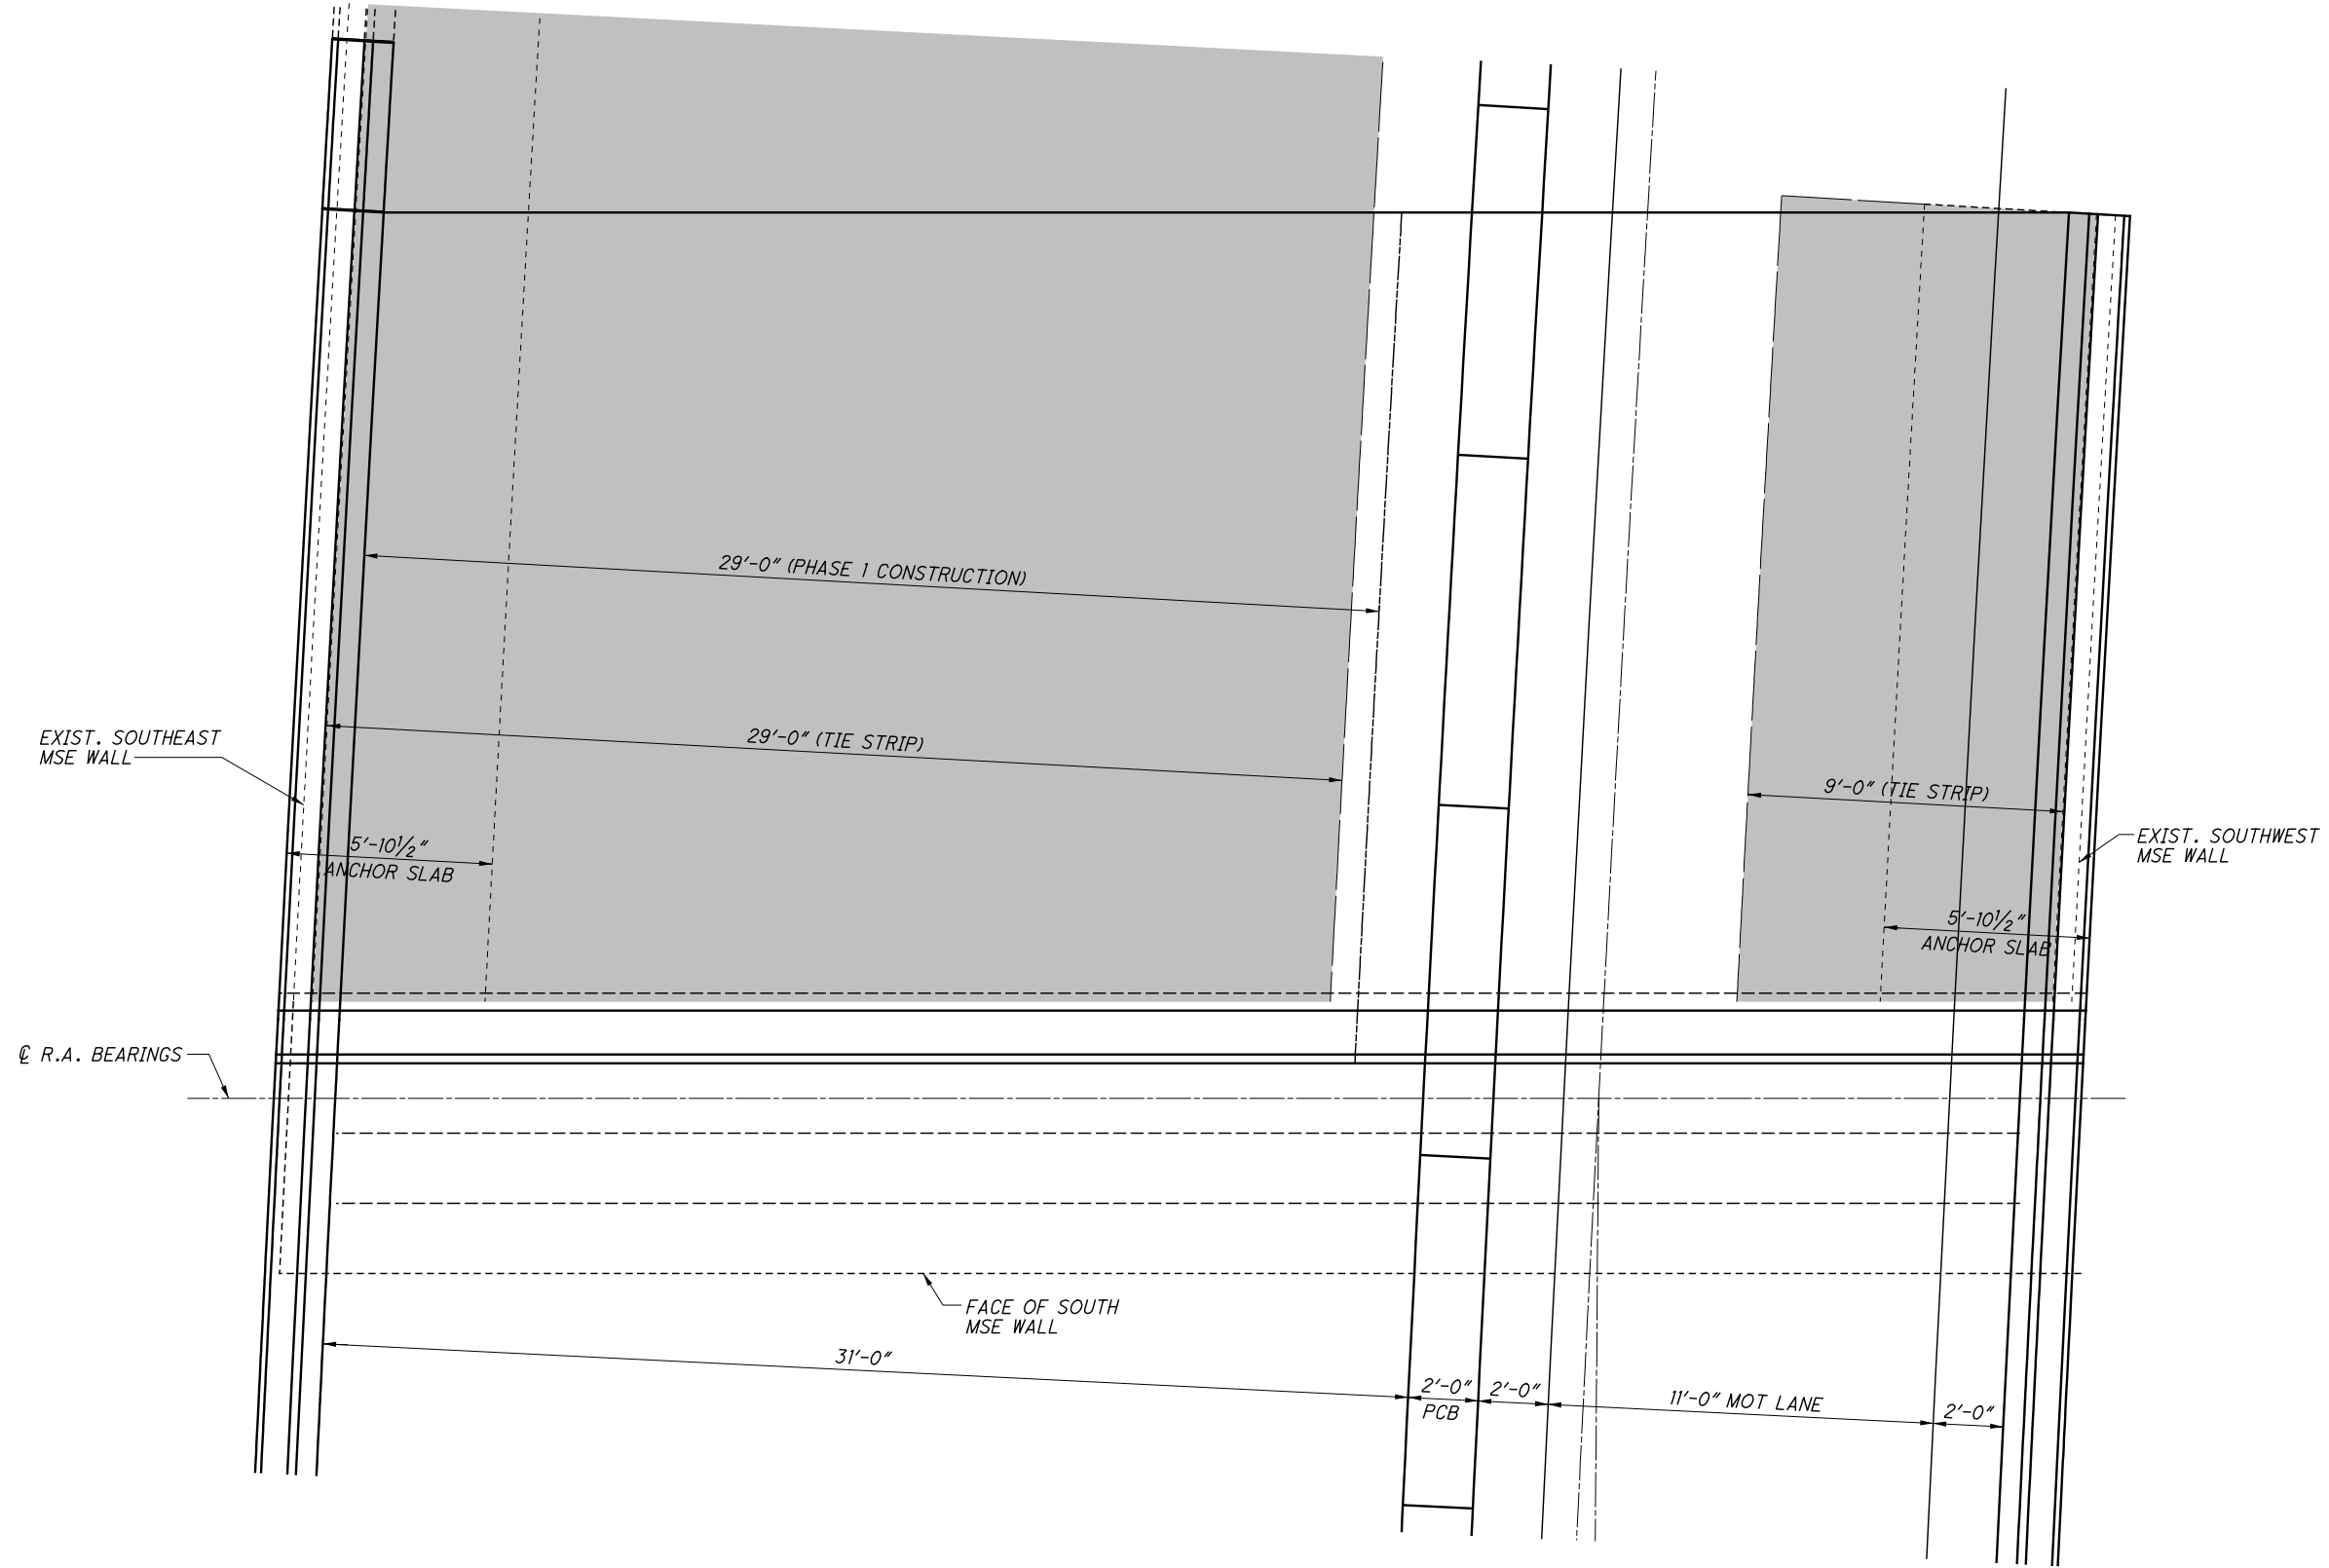 29'-0" (PHASE 1 CONSTRUCTION)
29'-0" (TIE STRIP)
EXIST. SOUTHEAST
MSE WALL
9'-0" (TIE STRIP)
5'-10½"
ANCHOR SLAB
EXIST. SOUTHWEST
MSE WALL
5'-10½"
ANCHOR SLAB
℄ R.A. BEARINGS
FACE OF SOUTH
MSE WALL
31'-0"
2'-0"
PCB
2'-0"
11'-0" MOT LANE
2'-0"